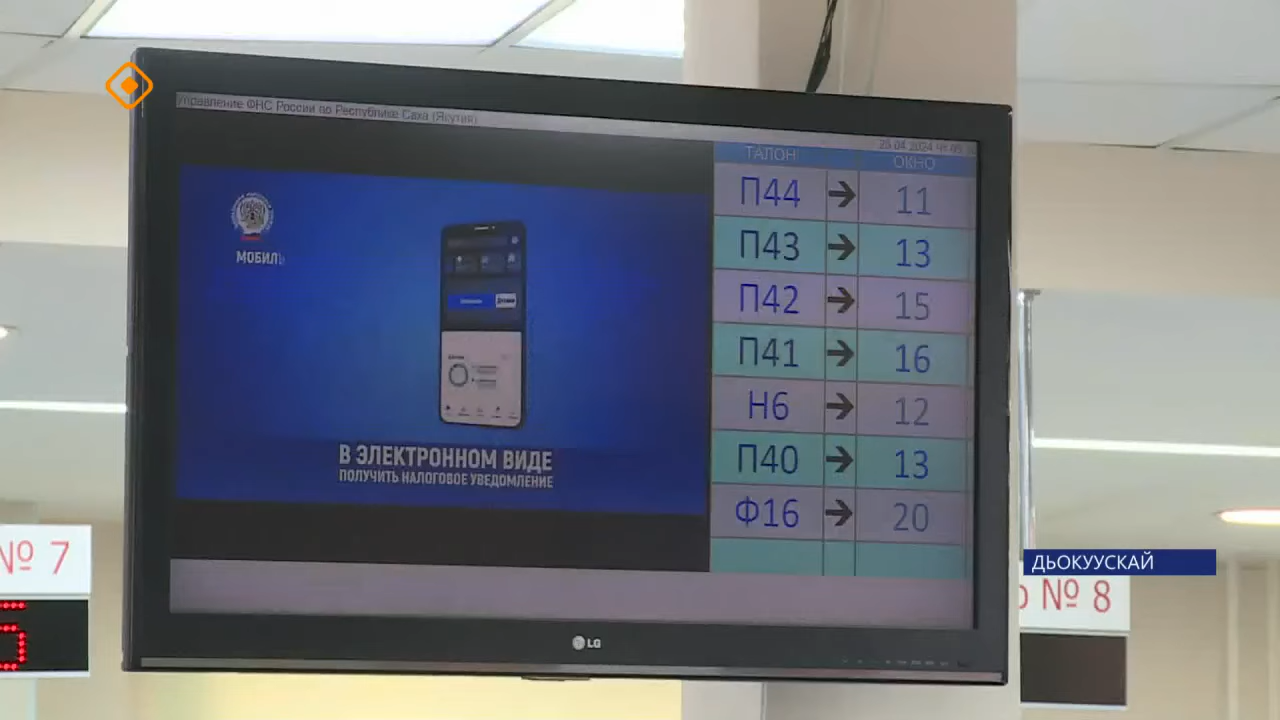 Управление ФНС России по Республике Саха (Якутия)
ТАЛОН ОКНО
П44 → 11
П43 → 13
П42 → 15
П41 → 16
Н6 → 12
П40 → 13
Ф16 → 20
МОБИЛЬ
В ЭЛЕКТРОННОМ ВИДЕ
ПОЛУЧИТЬ НАЛОГОВОЕ УВЕДОМЛЕНИЕ
LG
№ 7
5
ДЬОКУУСКАЙ
№ 8